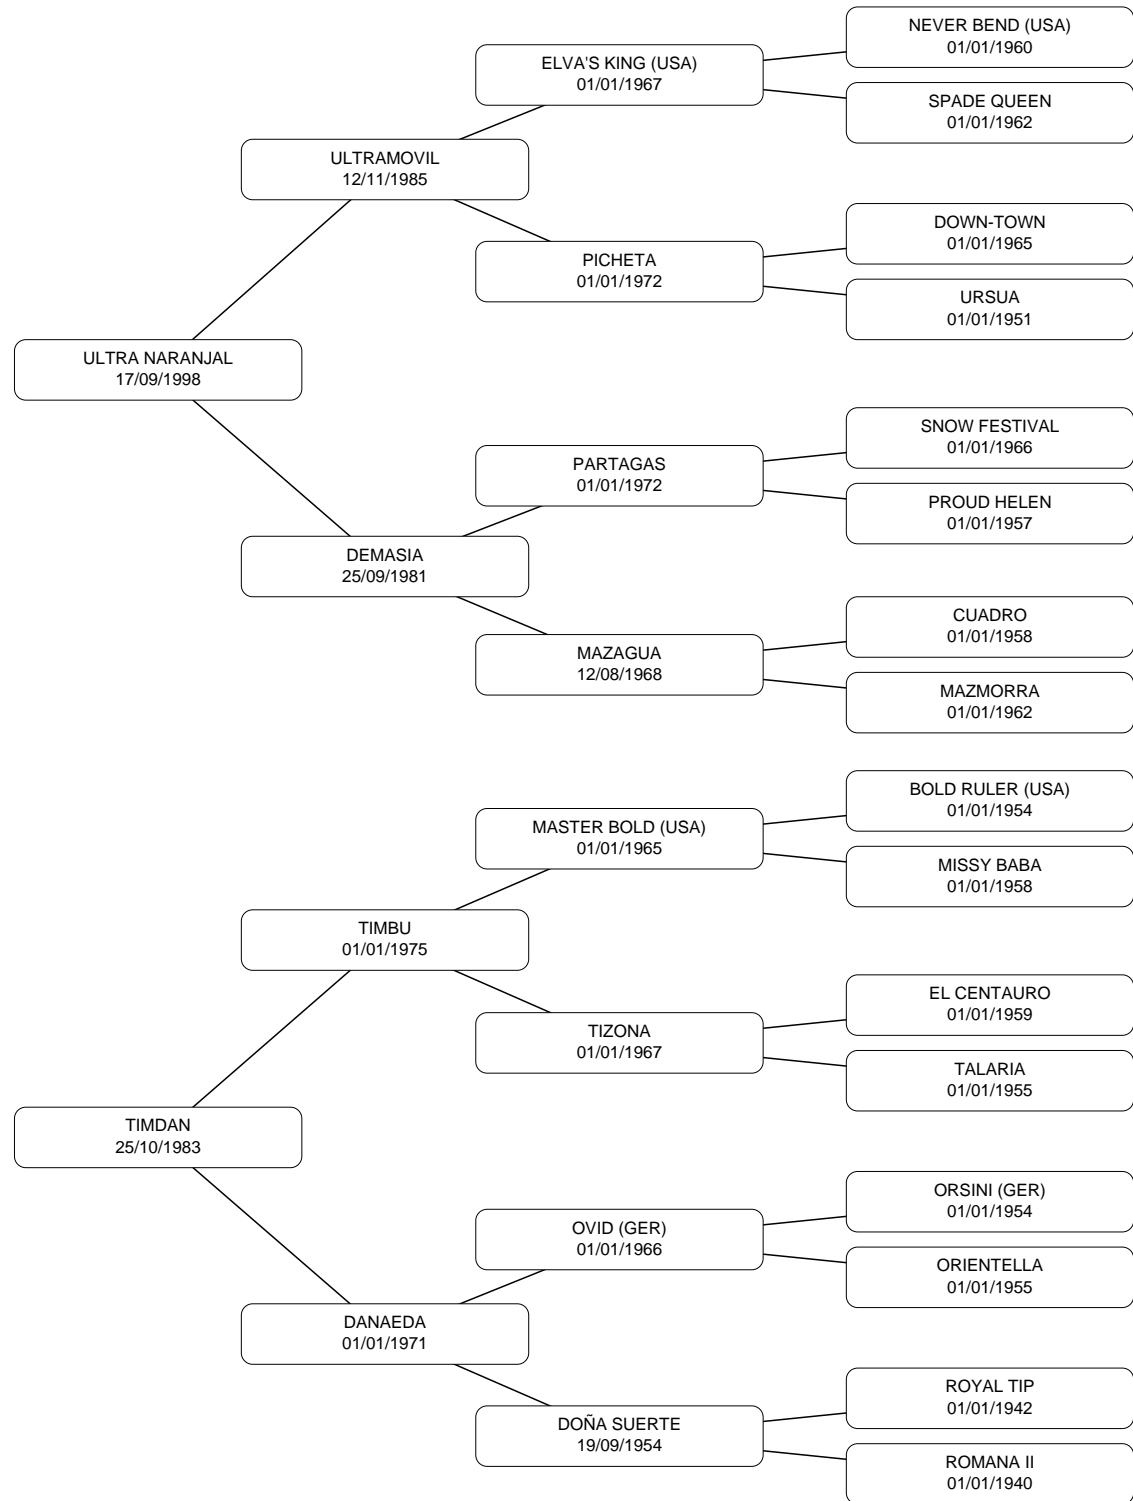 NEVER BEND (USA)
01/01/1960
ELVA'S KING (USA)
01/01/1967
SPADE QUEEN
01/01/1962
ULTRAMOVIL
12/11/1985
DOWN-TOWN
01/01/1965
PICHETA
01/01/1972
URSUA
01/01/1951
ULTRA NARANJAL
17/09/1998
SNOW FESTIVAL
01/01/1966
PARTAGAS
01/01/1972
PROUD HELEN
01/01/1957
DEMASIA
25/09/1981
CUADRO
01/01/1958
MAZAGUA
12/08/1968
MAZMORRA
01/01/1962
BOLD RULER (USA)
01/01/1954
MASTER BOLD (USA)
01/01/1965
MISSY BABA
01/01/1958
TIMBU
01/01/1975
EL CENTAURO
01/01/1959
TIZONA
01/01/1967
TALARIA
01/01/1955
TIMDAN
25/10/1983
ORSINI (GER)
01/01/1954
OVID (GER)
01/01/1966
ORIENTELLA
01/01/1955
DANAEDA
01/01/1971
ROYAL TIP
01/01/1942
DOÑA SUERTE
19/09/1954
ROMANA II
01/01/1940